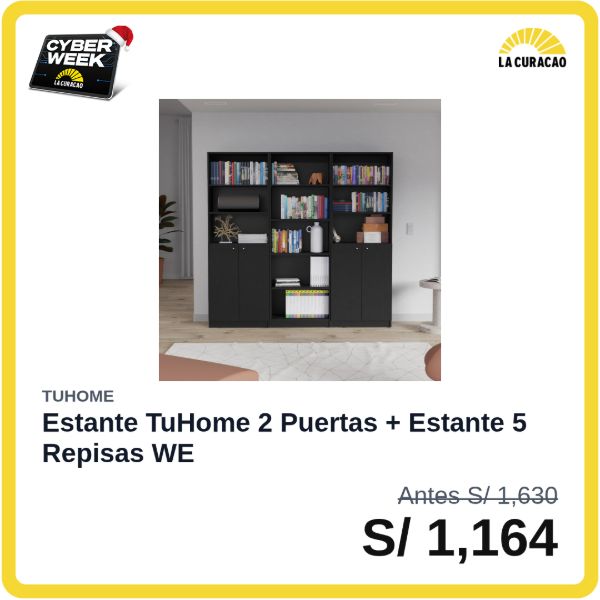 CYBER
WEEK
LA CURACAO
LA CURACAO
TUHOME
Estante TuHome 2 Puertas + Estante 5
Repisas WE
Antes S/ 1,630
S/ 1,164